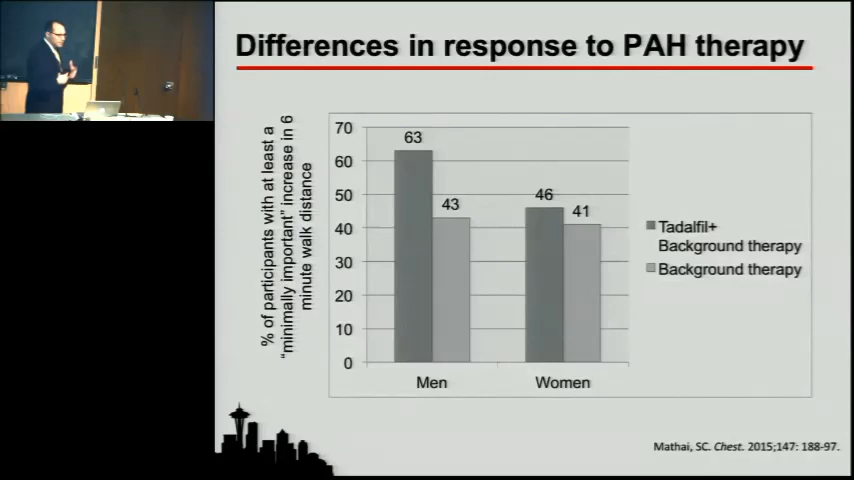 Differences in response to PAH therapy
% of participants with at least a
“minimally important” increase in 6
minute walk distance
70
60
50
40
30
20
10
0
63
43
46
41
Men
Women
Tadalfil+
Background therapy
Background therapy
Mathai, SC. Chest. 2015;147: 188-97.